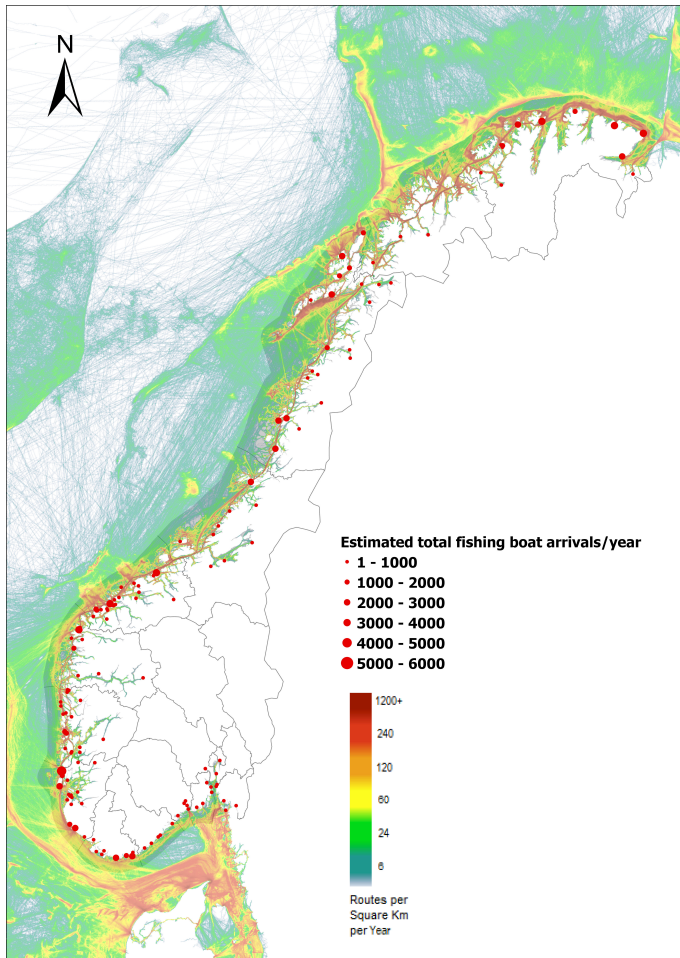 N
Estimated total fishing boat arrivals/year
1 - 1000
1000 - 2000
2000 - 3000
3000 - 4000
4000 - 5000
5000 - 6000
1200+
240
120
60
24
6
Routes per
Square Km
per Year